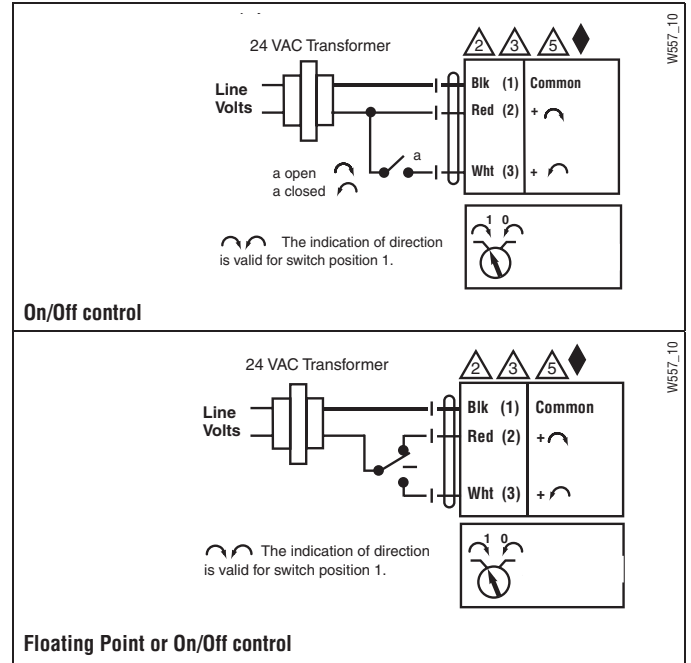 24 VAC Transformer
2 3 5
W557_10
Line
Volts
Blk (1) Common
Red (2) +
a
Wht (3) +
a open
a closed
1 0
The indication of direction
is valid for switch position 1.
On/Off control
24 VAC Transformer
2 3 5
W557_10
Line
Volts
Blk (1) Common
Red (2) +
Wht (3) +
1 0
The indication of direction
is valid for switch position 1.
Floating Point or On/Off control